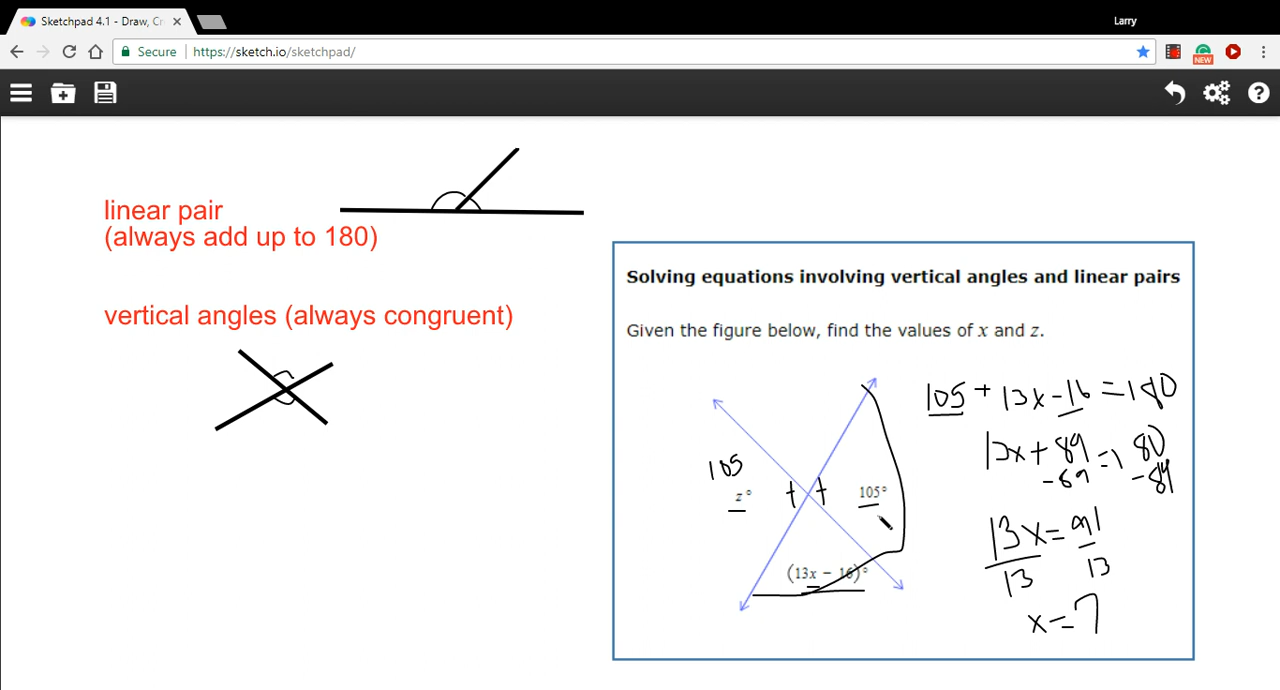 Larry
Sketchpad 4.1 - Draw, Cr
Secure
https://sketch.io/sketchpad/
NEW
linear pair
(always add up to 180)
vertical angles (always congruent)
Solving equations involving vertical angles and linear pairs
Given the figure below, find the values of x and z.
105
z°
105°
(13x − 16)°
105 + 13x - 16 = 180
13x + 89 = 180
-89 -89
13x = 91
13 13
x = 7